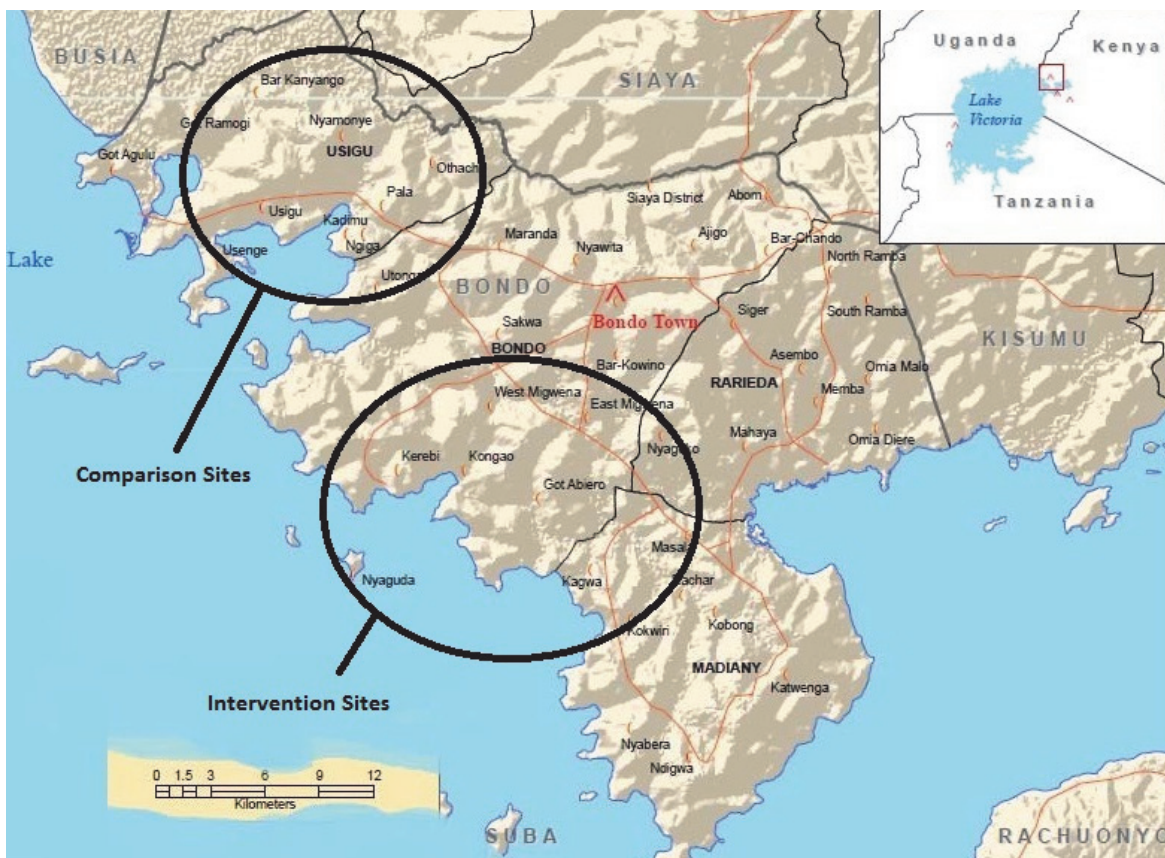 BUSIA
SIAYA
Uganda
Kenya
Lake
Victoria
Tanzania
Bar Kanyango
Got Ramogi
Nyamonye
USIGU
Got Agulu
Othach
Pala
Siaya District
Abom
Usigu
Kadimu
Ngiga
Maranda
Ajigo
Bar-Chando
Nyawita
North Ramba
Usenge
Lake
Utonga
BONDO
Bondo Town
Siger
South Ramba
Sakwa
BONDO
KISUMU
Bar-Kowino
Asembo
Omia Malo
RARIEDA
West Migwena
Memba
East Migwena
Mahaya
Omia Diere
Comparison Sites
Kerebi
Kongao
Got Abiero
Masala
Nyaguda
Kagwa
Kokwiri
Kobong
MADIANY
Katwenga
Intervention Sites
Nyabera
Ndigwa
0 1.5 3 6 9 12
Kilometers
SUBA
RACHUONYO